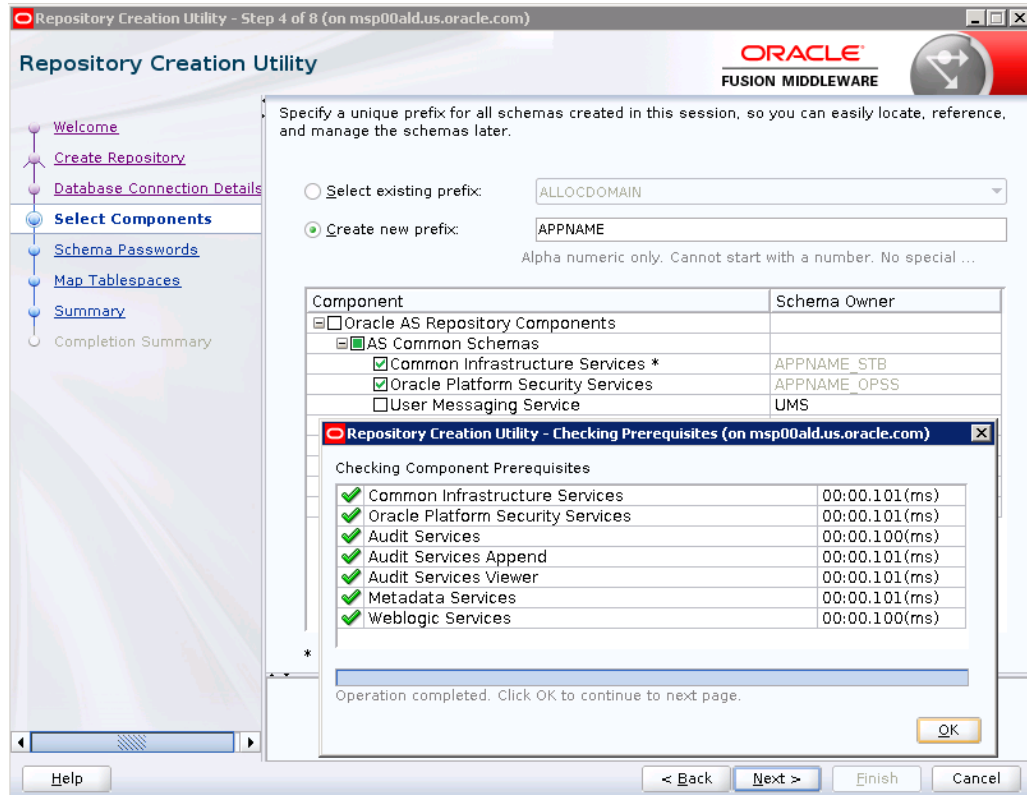 Repository Creation Utility - Step 4 of 8 (on msp00ald.us.oracle.com)
Repository Creation Utility
ORACLE
FUSION MIDDLEWARE
Welcome
Create Repository
Database Connection Details
Select Components
Schema Passwords
Map Tablespaces
Summary
Completion Summary
Specify a unique prefix for all schemas created in this session, so you can easily locate, reference,
and manage the schemas later.
Select existing prefix: ALLOCDOMAIN
Create new prefix: APPNAME
Alpha numeric only. Cannot start with a number. No special ...
Component Schema Owner
Oracle AS Repository Components
AS Common Schemas
Common Infrastructure Services * APPNAME_STB
Oracle Platform Security Services APPNAME_OPSS
User Messaging Service UMS
Repository Creation Utility - Checking Prerequisites (on msp00ald.us.oracle.com)
Checking Component Prerequisites
Common Infrastructure Services 00:00.101(ms)
Oracle Platform Security Services 00:00.101(ms)
Audit Services 00:00.100(ms)
Audit Services Append 00:00.101(ms)
Audit Services Viewer 00:00.101(ms)
Metadata Services 00:00.101(ms)
Weblogic Services 00:00.100(ms)
*
Operation completed. Click OK to continue to next page.
OK
Help < Back Next > Finish Cancel